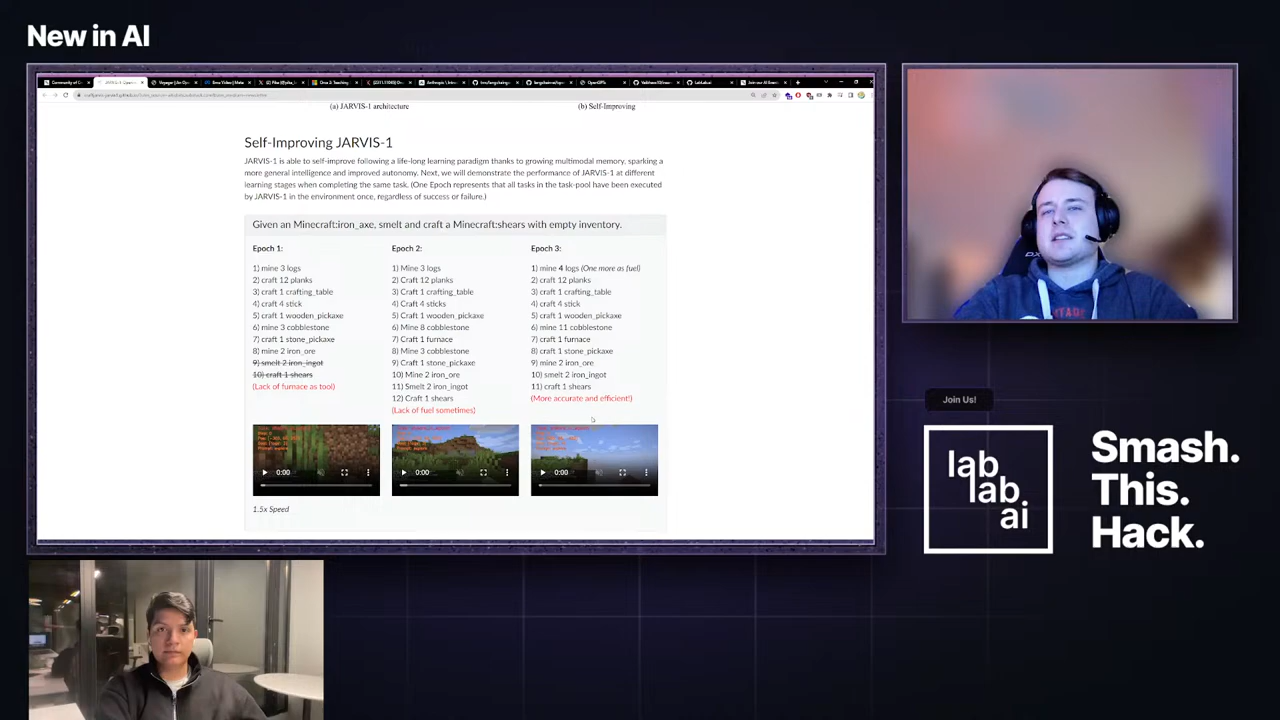 New in AI
(a) JARVIS-1 architecture
(b) Self-Improving
Self-Improving JARVIS-1
JARVIS-1 is able to self-improve following a life-long learning paradigm thanks to growing multimodal memory, sparking a
more general intelligence and improved autonomy. Next, we will demonstrate the performance of JARVIS-1 at different
learning stages when completing the same task. (One Epoch represents that all tasks in the task-pool have been executed
by JARVIS-1 in the environment once, regardless of success or failure.)
Given an Minecraft:iron_axe, smelt and craft a Minecraft:shears with empty inventory.
Epoch 1:
1) mine 3 logs
2) craft 12 planks
3) craft 1 crafting_table
4) craft 4 stick
5) craft 1 wooden_pickaxe
6) mine 3 cobblestone
7) craft 1 stone_pickaxe
8) mine 2 iron_ore
9) smelt 2 iron_ingot
10) craft 1 shears
(Lack of furnace as tool)
0:00
Epoch 2:
1) Mine 3 logs
2) Craft 12 planks
3) Craft 1 crafting_table
4) Craft 4 sticks
5) Craft 1 wooden_pickaxe
6) Mine 8 cobblestone
7) Craft 1 furnace
8) Mine 3 cobblestone
9) Craft 1 stone_pickaxe
10) Mine 2 iron_ore
11) Smelt 2 iron_ingot
12) Craft 1 shears
(Lack of fuel sometimes)
0:00
Epoch 3:
1) mine 4 logs (One more as fuel)
2) craft 12 planks
3) craft 1 crafting_table
4) craft 4 stick
5) craft 1 wooden_pickaxe
6) mine 11 cobblestone
7) craft 1 furnace
8) craft 1 stone_pickaxe
9) mine 2 iron_ore
10) smelt 2 iron_ingot
11) craft 1 shears
(More accurate and efficient!)
0:00
1.5x Speed
Join Us!
lab
lab.
ai
Smash.
This.
Hack.